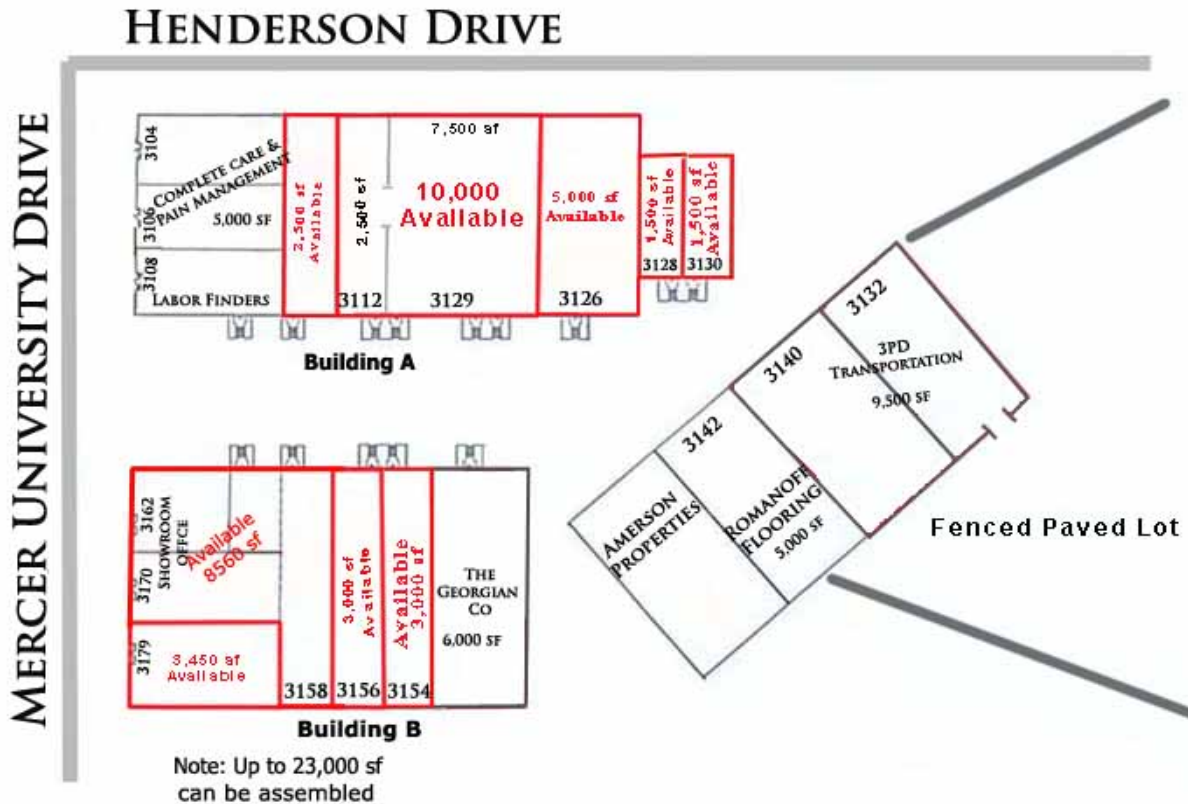 HENDERSON DRIVE
MERCER UNIVERSITY DRIVE
3104
3106
3108
COMPLETE CARE &
PAIN MANAGEMENT
5,000 SF
LABOR FINDERS
2,500 sf
Available
2,500 sf
3112
7,500 sf
10,000
Available
3129
5,000 sf
Available
3126
1,500 sf
Available
3128
1,500 sf
Available
3130
Building A
3132
3PD
TRANSPORTATION
9,500 SF
3140
3142
ROMANOFF
FLOORING
5,000 SF
AMERSON
PROPERTIES
Fenced Paved Lot
3162
3170
3179
SHOWROOM
OFFCE
Available
8560 sf
3,450 sf
Available
3158
3,000 sf
Available
3156
Available
3,000 sf
3154
THE
GEORGIAN
CO
6,000 SF
Building B
Note: Up to 23,000 sf
can be assembled